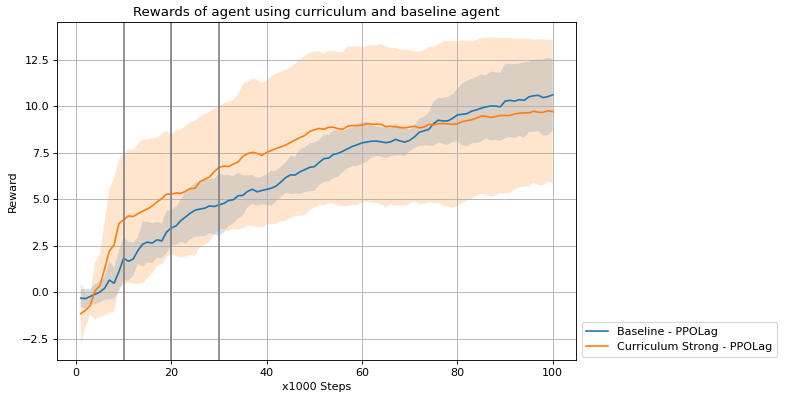 Rewards of agent using curriculum and baseline agent
12.5
10.0
7.5
5.0
2.5
0.0
−2.5
Reward
0
20
40
60
80
100
x1000 Steps
Baseline - PPOLag
Curriculum Strong - PPOLag